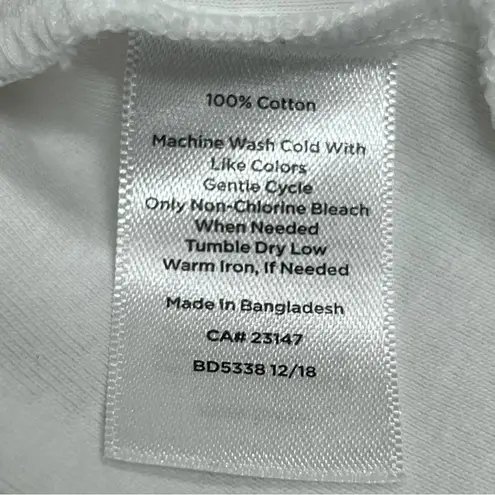 100% Cotton
Machine Wash Cold With
Like Colors
Gentle Cycle
Only Non-Chlorine Bleach
When Needed
Tumble Dry Low
Warm Iron, If Needed
Made In Bangladesh
CA# 23147
BD5338 12/18